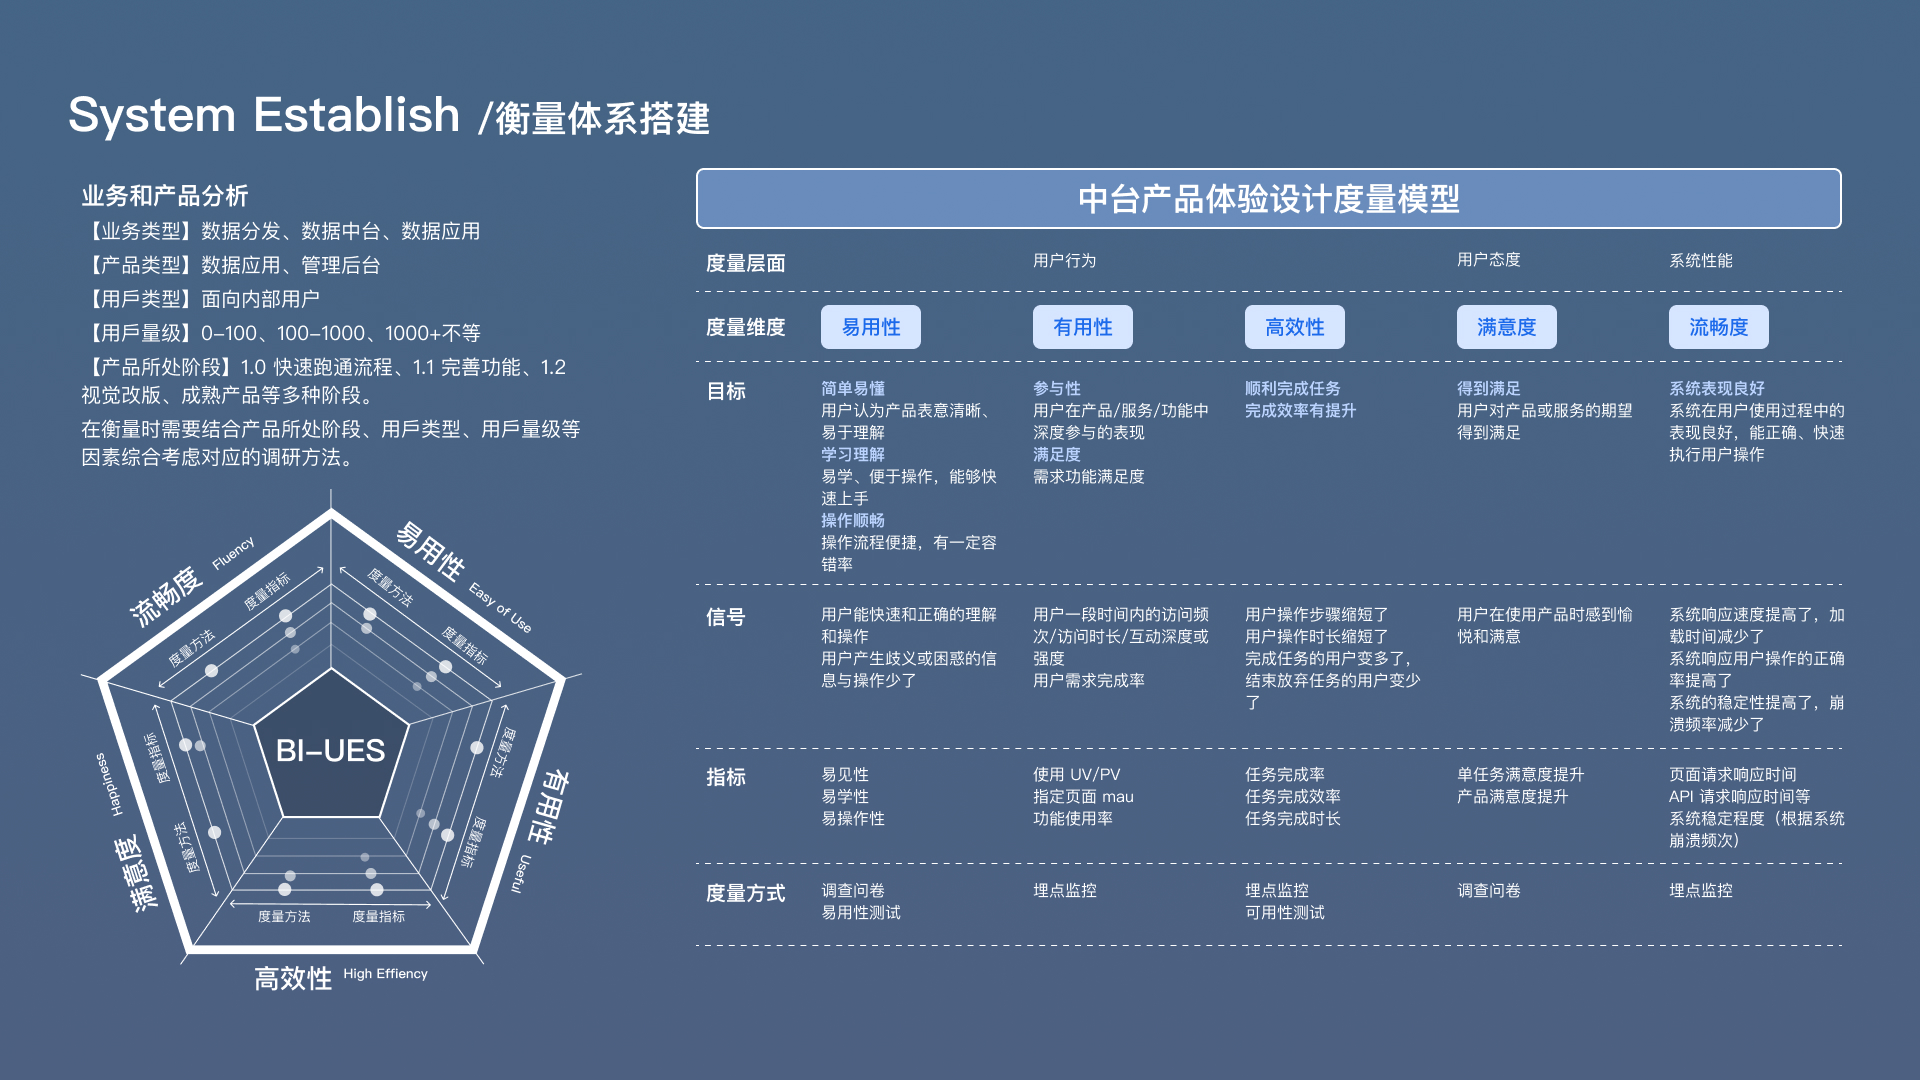 System Establish /衡量体系搭建
业务和产品分析
【业务类型】数据分发、数据中台、数据应用
【产品类型】数据应用、管理后台
【用戶类型】面向内部用户
【用戶量级】0-100、100-1000、1000+不等
【产品所处阶段】1.0 快速跑通流程、1.1 完善功能、1.2
视觉改版、成熟产品等多种阶段。
在衡量时需要结合产品所处阶段、用戶类型、用戶量级等
因素综合考虑对应的调研方法。
流畅度 Fluency
度量方法
度量指标
易用性 Easy of Use
度量方法
度量指标
有用性 Useful
度量方法
度量指标
高效性 High Effiency
度量方法
度量指标
满意度 Happiness
度量方法
度量指标
BI-UES
中台产品体验设计度量模型
度量层面
用户行为
用户态度
系统性能
度量维度
易用性
有用性
高效性
满意度
流畅度
目标
简单易懂
用户认为产品表意清晰、
易于理解
学习理解
易学、便于操作，能够快
速上手
操作顺畅
操作流程便捷，有一定容
错率
参与性
用户在产品/服务/功能中
深度参与的表现
满足度
需求功能满足度
顺利完成任务
完成效率有提升
得到满足
用户对产品或服务的期望
得到满足
系统表现良好
系统在用户使用过程中的
表现良好，能正确、快速
执行用户操作
信号
用户能快速和正确的理解
和操作
用户产生歧义或困惑的信
息与操作少了
用户一段时间内的访问频
次/访问时长/互动深度或
强度
用户需求完成率
用户操作步骤缩短了
用户操作时长缩短了
完成任务的用户变多了，
结束放弃任务的用户变少
了
用户在使用产品时感到愉
悦和满意
系统响应速度提高了，加
载时间减少了
系统响应用户操作的正确
率提高了
系统的稳定性提高了，崩
溃频率减少了
指标
易见性
易学性
易操作性
使用 UV/PV
指定页面 mau
功能使用率
任务完成率
任务完成效率
任务完成时长
单任务满意度提升
产品满意度提升
页面请求响应时间
API 请求响应时间等
系统稳定程度（根据系统
崩溃频次）
度量方式
调查问卷
易用性测试
埋点监控
埋点监控
可用性测试
调查问卷
埋点监控